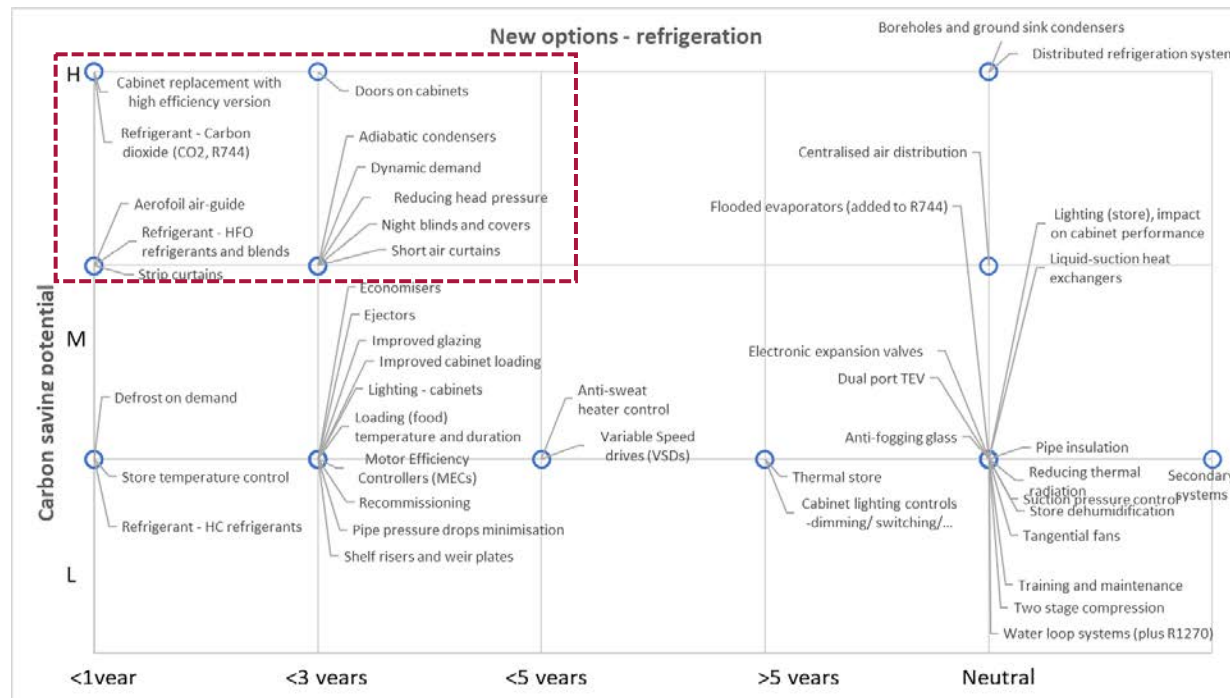 New options - refrigeration
Boreholes and ground sink condensers
Distributed refrigeration system
H
Cabinet replacement with
high efficiency version
Doors on cabinets
Refrigerant - Carbon
dioxide (CO2, R744)
Adiabatic condensers
Dynamic demand
Reducing head pressure
Night blinds and covers
Short air curtains
Aerofoil air-guide
Refrigerant - HFO
refrigerants and blends
Strip curtains
Centralised air distribution
Flooded evaporators (added to R744)
Lighting (store), impact
on cabinet performance
Liquid-suction heat
exchangers
Carbon saving potential
M
Economisers
Ejectors
Improved glazing
Improved cabinet loading
Lighting - cabinets
Loading (food)
temperature and duration
Motor Efficiency
Controllers (MECs)
Recommissioning
Pipe pressure drops minimisation
Shelf risers and weir plates
Defrost on demand
Store temperature control
Refrigerant - HC refrigerants
Anti-sweat
heater control
Variable Speed
drives (VSDs)
Thermal store
Cabinet lighting controls
-dimming/ switching/...
Electronic expansion valves
Dual port TEV
Anti-fogging glass
Pipe insulation
Reducing thermal
radiation
Suction pressure control
Store dehumidification
Tangential fans
Secondary
systems
Training and maintenance
Two stage compression
Water loop systems (plus R1270)
L
<1year
<3 years
<5 years
>5 years
Neutral